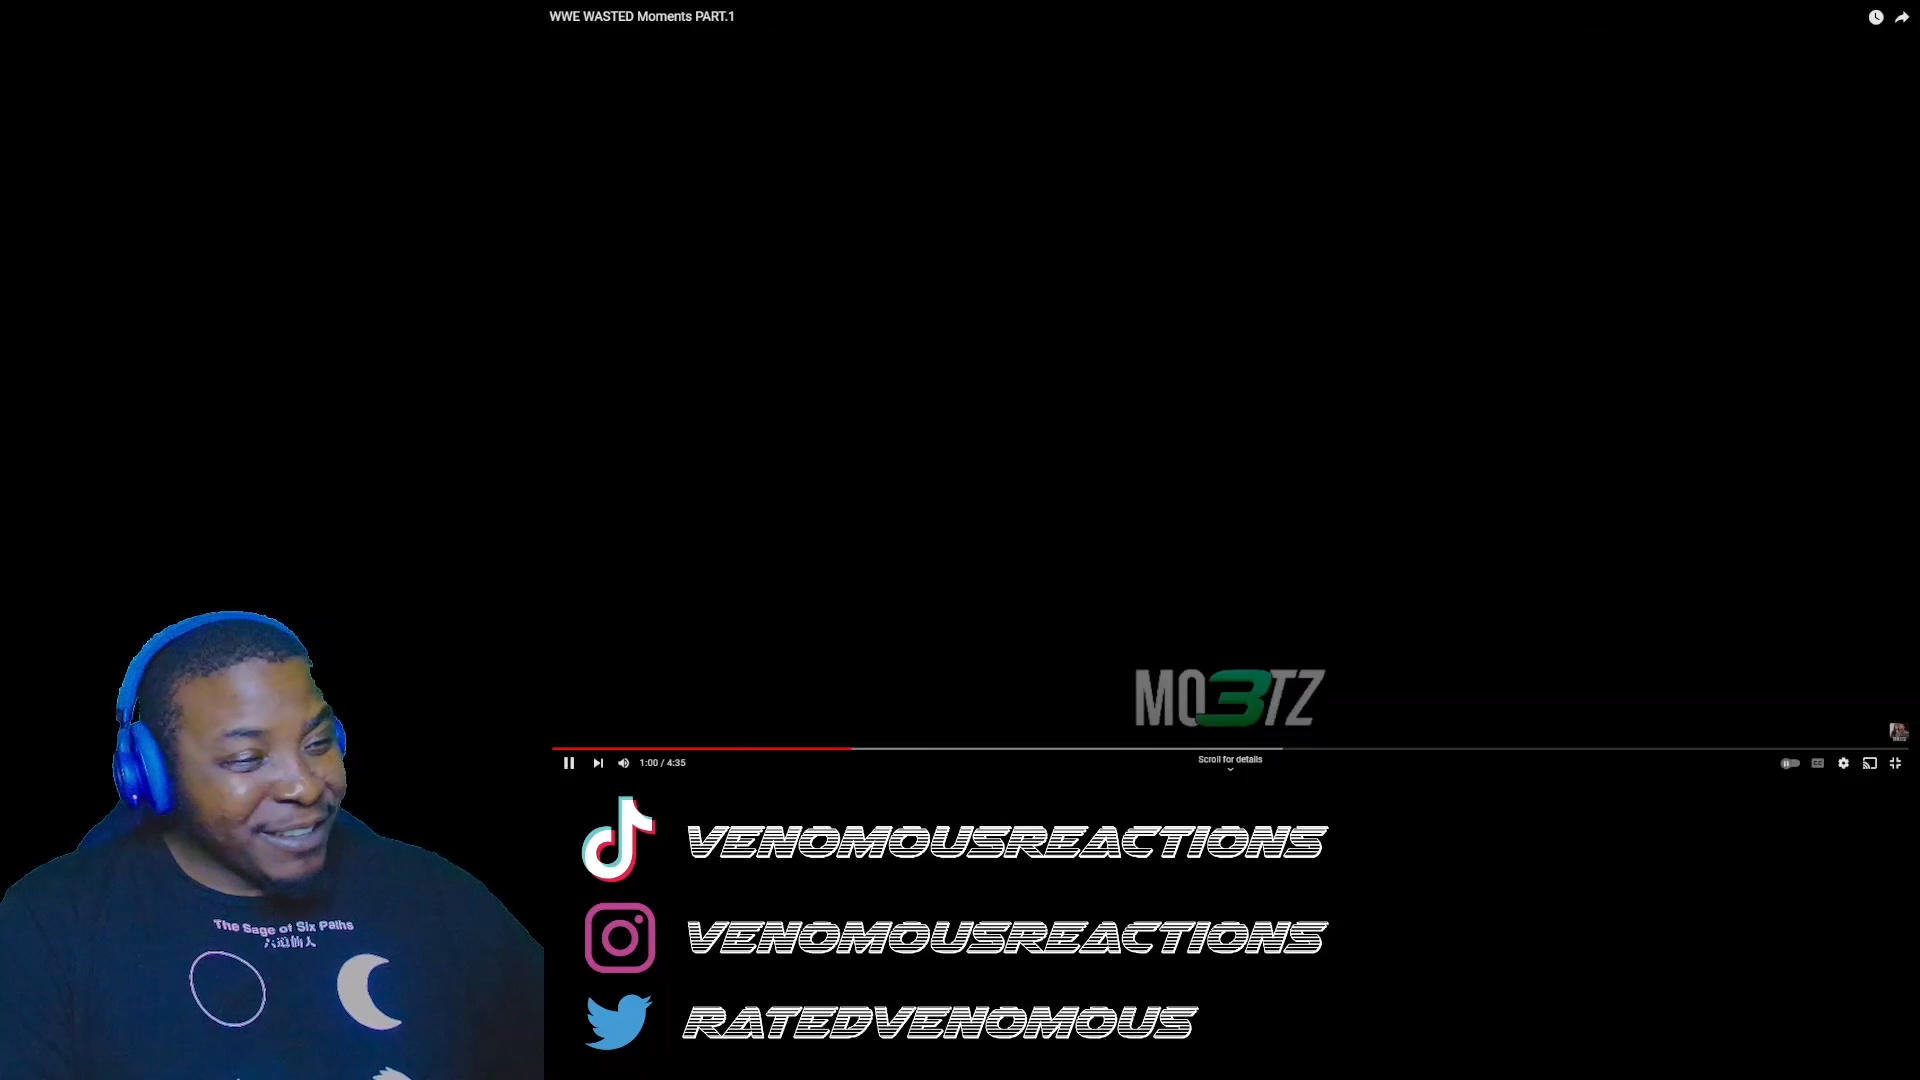 WWE WASTED Moments PART.1
MO3TZ
1:00 / 4:35
Scroll for details
VENOMOUSREACTIONS
VENOMOUSREACTIONS
RATEDVENOMOUS
The Sage of Six Paths
六道仙人